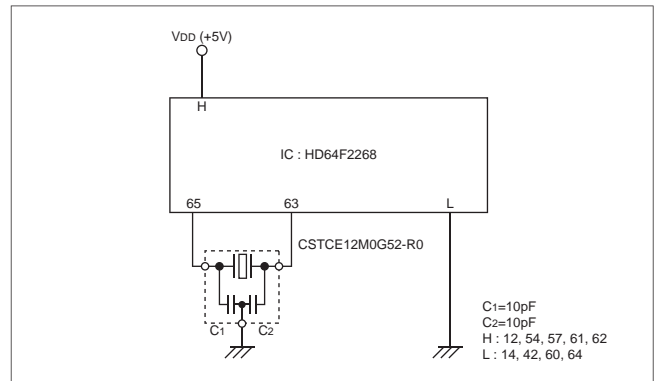 VDD (+5V)
H
IC : HD64F2268
65
63
L
CSTCE12M0G52-R0
C1
C2
C1=10pF
C2=10pF
H : 12, 54, 57, 61, 62
L : 14, 42, 60, 64